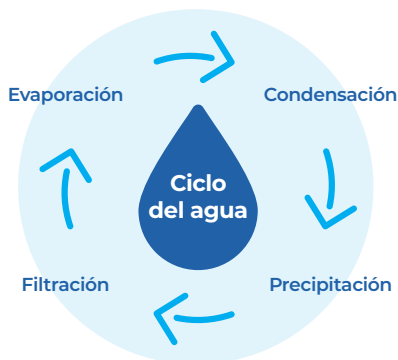 Evaporación
Condensación
Ciclo
del agua
Filtración
Precipitación